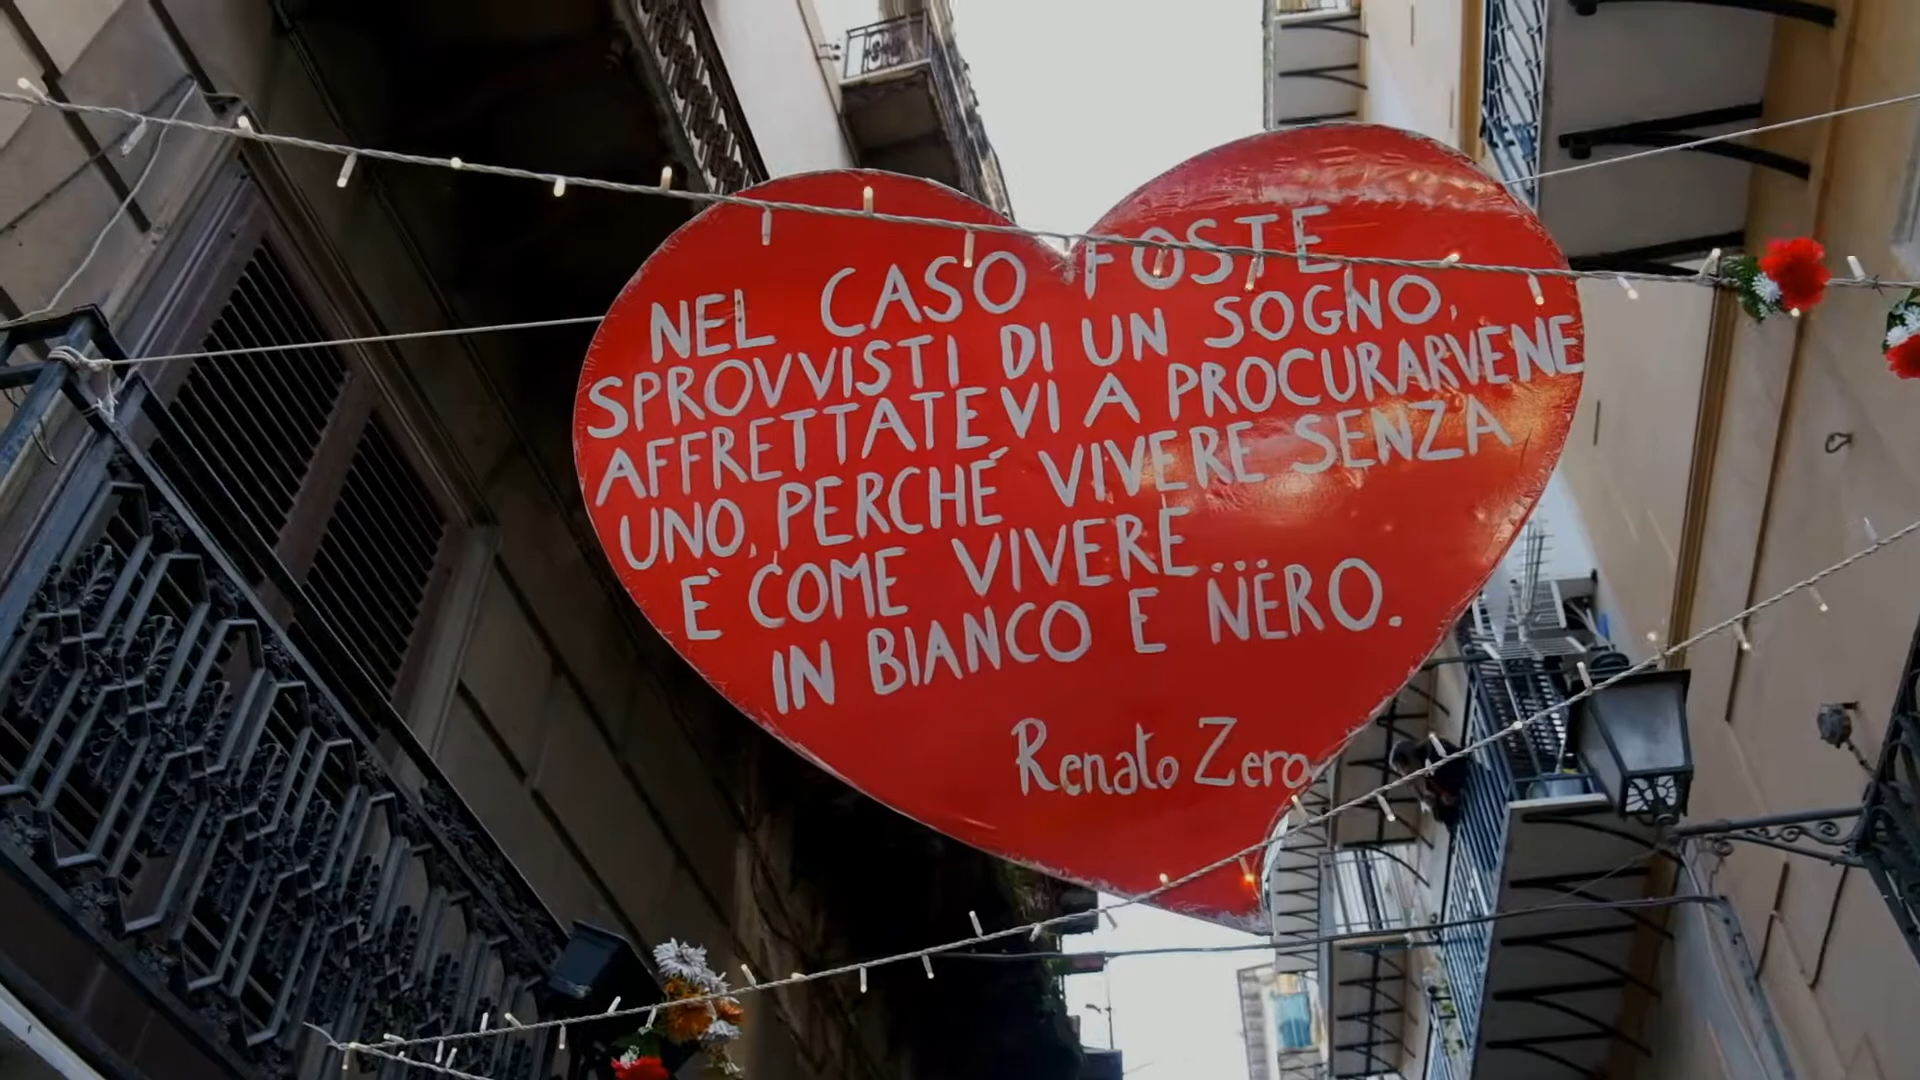 NEL CASO FOSTE
SPROVVISTI DI UN SOGNO,
AFFRETTATEVI A PROCURARVENE
UNO, PERCHÉ VIVERE SENZA
E' COME VIVERE...
IN BIANCO E NERO.
Renato Zero